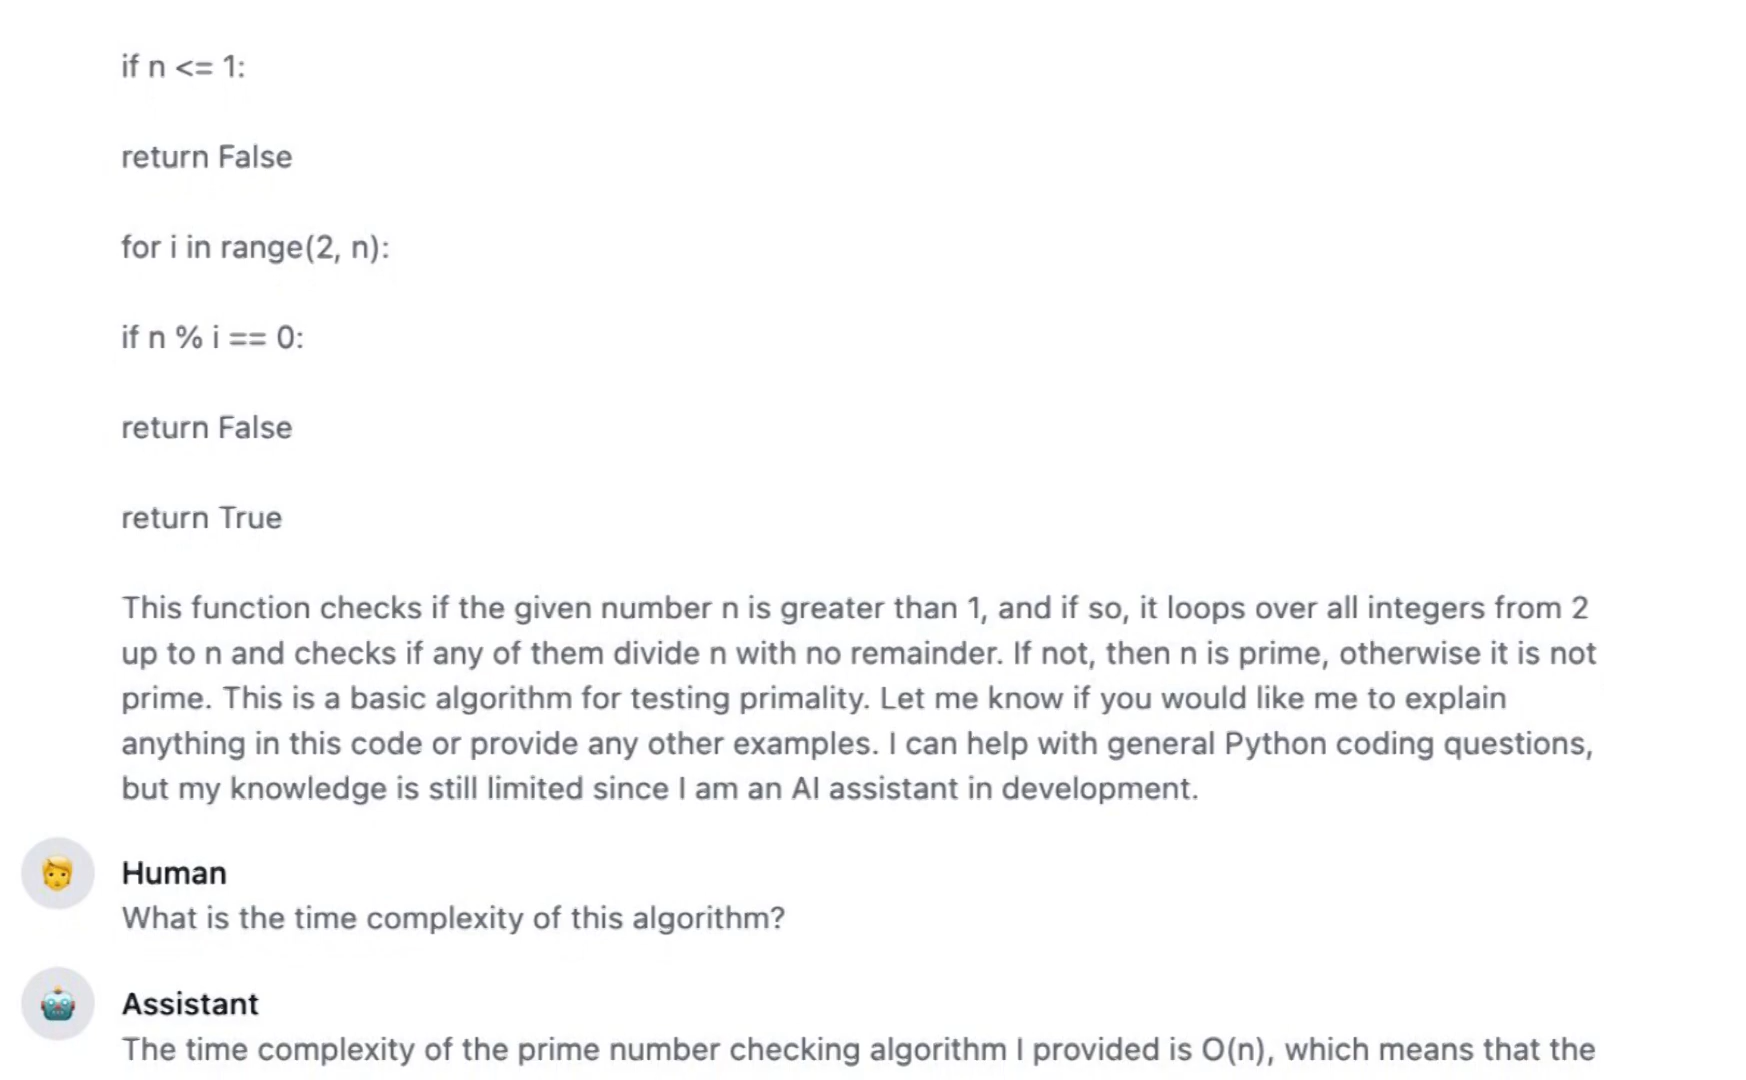 if n <= 1:
return False
for i in range(2, n):
if n % i == 0:
return False
return True
This function checks if the given number n is greater than 1, and if so, it loops over all integers from 2
up to n and checks if any of them divide n with no remainder. If not, then n is prime, otherwise it is not
prime. This is a basic algorithm for testing primality. Let me know if you would like me to explain
anything in this code or provide any other examples. I can help with general Python coding questions,
but my knowledge is still limited since I am an AI assistant in development.
Human
What is the time complexity of this algorithm?
Assistant
The time complexity of the prime number checking algorithm I provided is O(n), which means that the